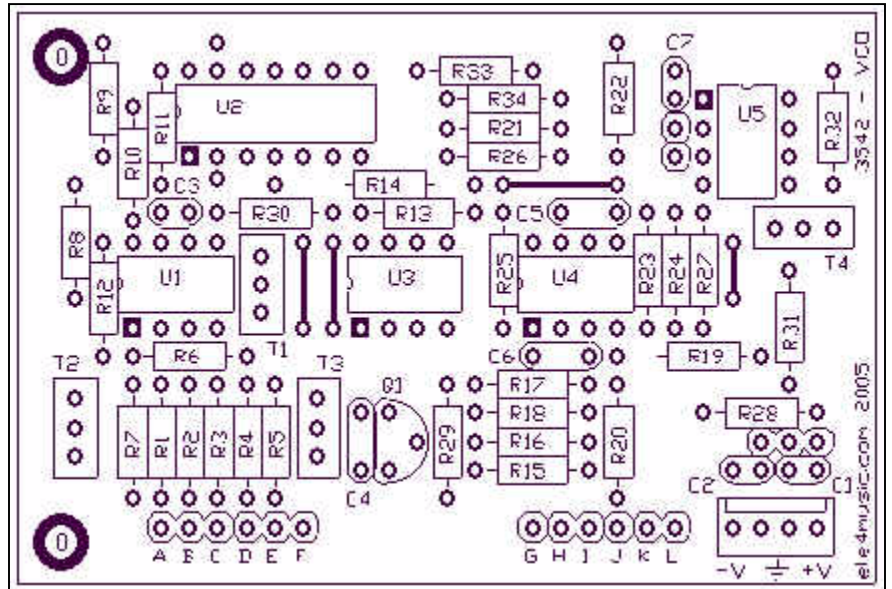 0
C7
R33
R9
R34
R22
U2
R11
U5
R32
R21
R10
R26
3542 - VCO
C3
R14
R30
R13
C5
R8
T4
R12
U1
U3
R25
U4
R23
R24
R27
R31
T1
R6
C6
R19
T2
T3
Q1
R17
R28
R18
R7
R1
R2
R3
R4
R5
R29
R16
R20
R15
C4
C2
C1
0
A B C D E F
G H I J K L
-V +V
ele4music.com 2005